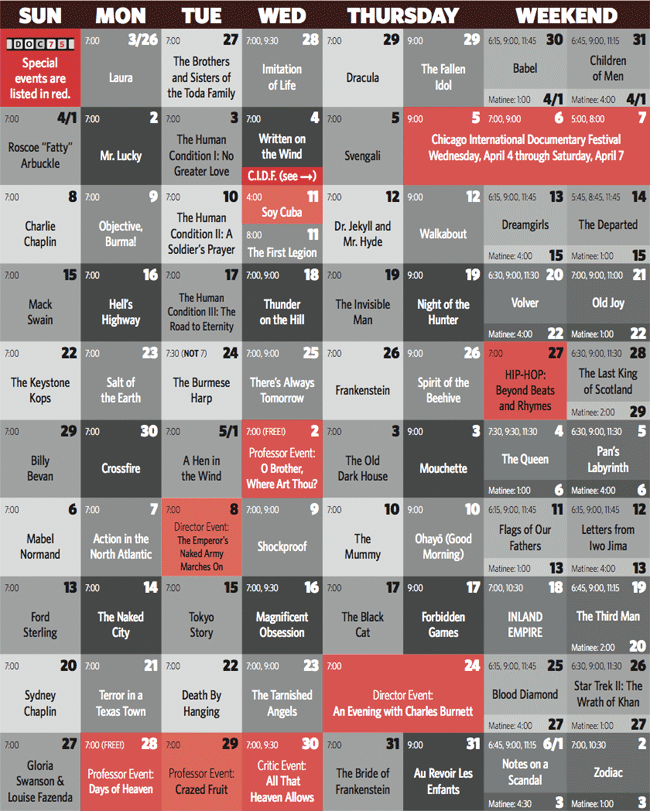 SUN MON TUE WED THURSDAY WEEKEND
DOC75
Special
events are
listed in red.
7:00 3/26
Laura
7:00 27
The Brothers
and Sisters of
the Toda Family
7:00, 9:30 28
Imitation
of Life
7:00 29
Dracula
9:00 29
The Fallen
Idol
6:15, 9:00, 11:45 30
Babel
Matinee: 1:00 4/1
6:45, 9:00, 11:15 31
Children
of Men
Matinee: 4:00 4/1
7:00 4/1
Roscoe "Fatty"
Arbuckle
7:00 2
Mr. Lucky
7:00 3
The Human
Condition I: No
Greater Love
7:00 4
Written on
the Wind
C.I.D.F. (see →)
7:00 5
Svengali
9:00 5
7:00, 9:00 6
5:00, 8:00 7
Chicago International Documentary Festival
Wednesday, April 4 through Saturday, April 7
7:00 8
Charlie
Chaplin
7:00 9
Objective,
Burma!
7:00 10
The Human
Condition II: A
Soldier's Prayer
4:00 11
Soy Cuba
8:00 11
The First Legion
7:00 12
Dr. Jekyll and
Mr. Hyde
9:00 12
Walkabout
6:15, 9:00, 11:45 13
Dreamgirls
Matinee: 4:00 15
5:45, 8:45, 11:45 14
The Departed
Matinee: 1:00 15
7:00 15
Mack
Swain
7:00 16
Hell's
Highway
7:00 17
The Human
Condition III: The
Road to Eternity
7:00, 9:00 18
Thunder
on the Hill
7:00 19
The Invisible
Man
9:00 19
Night of the
Hunter
6:30, 9:00, 11:30 20
Volver
Matinee: 4:00 22
7:00, 9:00, 11:00 21
Old Joy
Matinee: 1:00 22
7:00 22
The Keystone
Kops
7:00 23
Salt of
the Earth
7:30 (NOT 7) 24
The Burmese
Harp
7:00, 9:00 25
There's Always
Tomorrow
7:00 26
Frankenstein
9:00 26
Spirit of the
Beehive
7:00 27
HIP-HOP:
Beyond Beats
and Rhymes
6:30, 9:00, 11:30 28
The Last King
of Scotland
Matinee: 2:00 29
7:00 29
Billy
Bevan
7:00 30
Crossfire
7:00 5/1
A Hen in
the Wind
7:00 (FREE!) 2
Professor Event:
O Brother,
Where Art Thou?
7:00 3
The Old
Dark House
9:00 3
Mouchette
7:30, 9:30, 11:30 4
The Queen
Matinee: 1:00 6
6:30, 9:00, 11:30 5
Pan's
Labyrinth
Matinee: 4:00 6
7:00 6
Mabel
Normand
7:00 7
Action in the
North Atlantic
7:00 8
Director Event:
The Emperor's
Naked Army
Marches On
7:00, 9:00 9
Shockproof
7:00 10
The
Mummy
9:00 10
Ohayô (Good
Morning)
6:15, 9:00, 11:45 11
Flags of Our
Fathers
Matinee: 1:00 13
6:15, 9:00, 11:45 12
Letters from
Iwo Jima
Matinee: 4:00 13
7:00 13
Ford
Sterling
7:00 14
The Naked
City
7:00 15
Tokyo
Story
7:00, 9:30 16
Magnificent
Obsession
7:00 17
The Black
Cat
9:00 17
Forbidden
Games
7:00, 10:30 18
INLAND
EMPIRE
6:45, 9:00, 11:15 19
The Third Man
Matinee: 2:00 20
7:00 20
Sydney
Chaplin
7:00 21
Terror in a
Texas Town
7:00 22
Death By
Hanging
7:00, 9:00 23
The Tarnished
Angels
7:00 24
Director Event:
An Evening with Charles Burnett
6:15, 9:00, 11:45 25
Blood Diamond
Matinee: 4:00 27
6:30, 9:00, 11:30 26
Star Trek II: The
Wrath of Khan
Matinee: 1:00 27
7:00 27
Gloria
Swanson &
Louise Fazenda
7:00 (FREE!) 28
Professor Event:
Days of Heaven
7:00 29
Professor Event:
Crazed Fruit
7:00, 9:30 30
Critic Event:
All That
Heaven Allows
7:00 31
The Bride of
Frankenstein
9:00 31
Au Revoir Les
Enfants
6:45, 9:00, 11:15 6/1
Notes on a
Scandal
Matinee: 4:30 3
7:00, 10:30 2
Zodiac
Matinee: 1:00 3